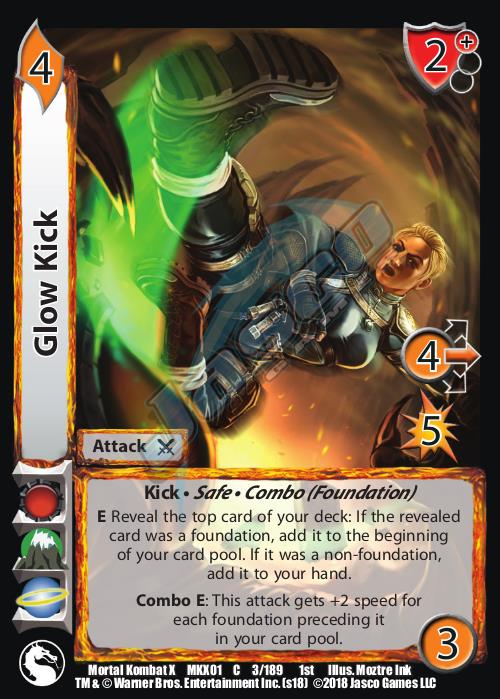 4
2 +
Glow Kick
4
5
Attack
Kick • Safe • Combo (Foundation)
E Reveal the top card of your deck: If the revealed
card was a foundation, add it to the beginning
of your card pool. If it was a non-foundation,
add it to your hand.
Combo E: This attack gets +2 speed for
each foundation preceding it
in your card pool.
3
Mortal Kombat X MKX01 C 3/189 1st Illus. Moztre Ink
TM & © Warner Bros. Entertainment Inc. (s18) ©2018 Jasco Games LLC